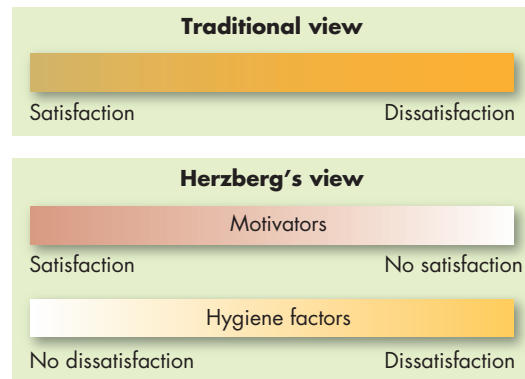 Traditional view
Satisfaction Dissatisfaction
Herzberg’s view
Motivators
Satisfaction No satisfaction
Hygiene factors
No dissatisfaction Dissatisfaction